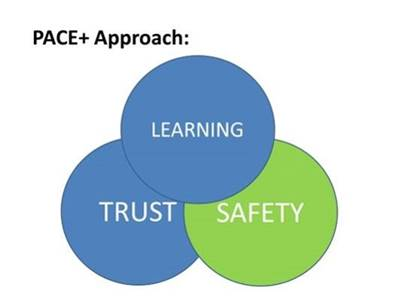 PACE+ Approach:
LEARNING
TRUST
SAFETY